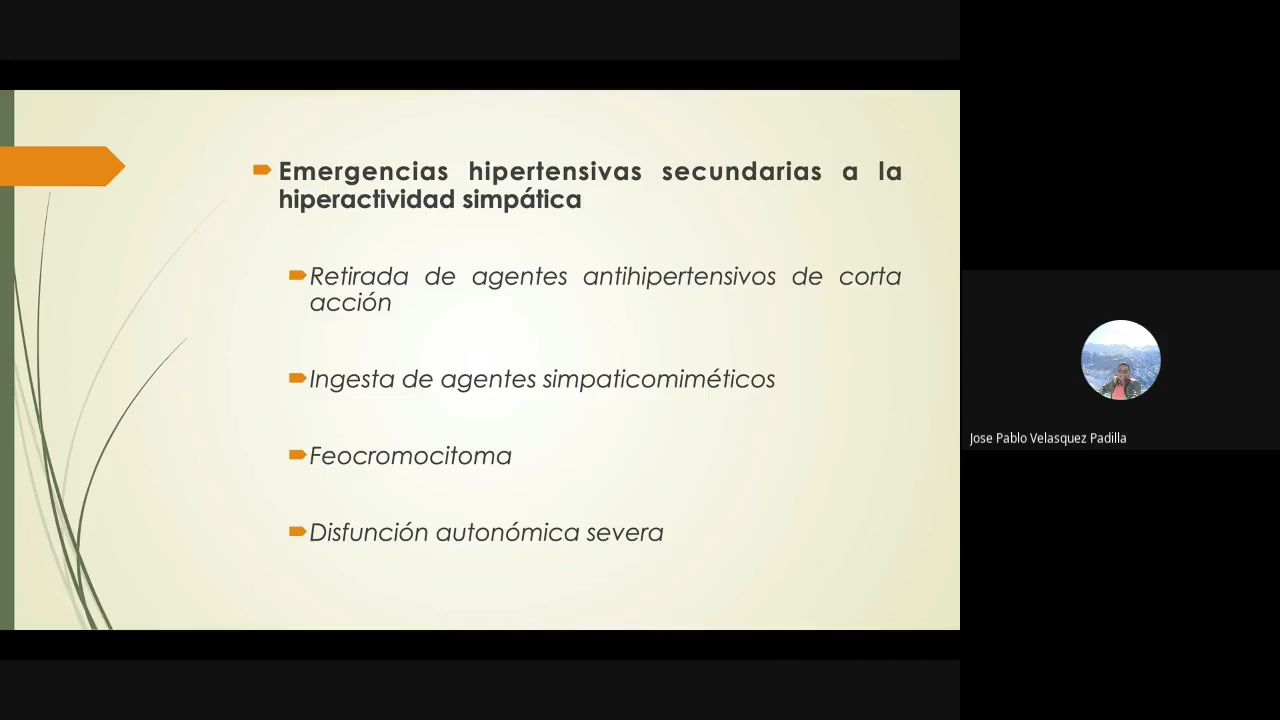 Emergencias hipertensivas secundarias a la
hiperactividad simpática
Retirada de agentes antihipertensivos de corta
acción
Ingesta de agentes simpaticomiméticos
Feocromocitoma
Disfunción autonómica severa
Jose Pablo Velasquez Padilla